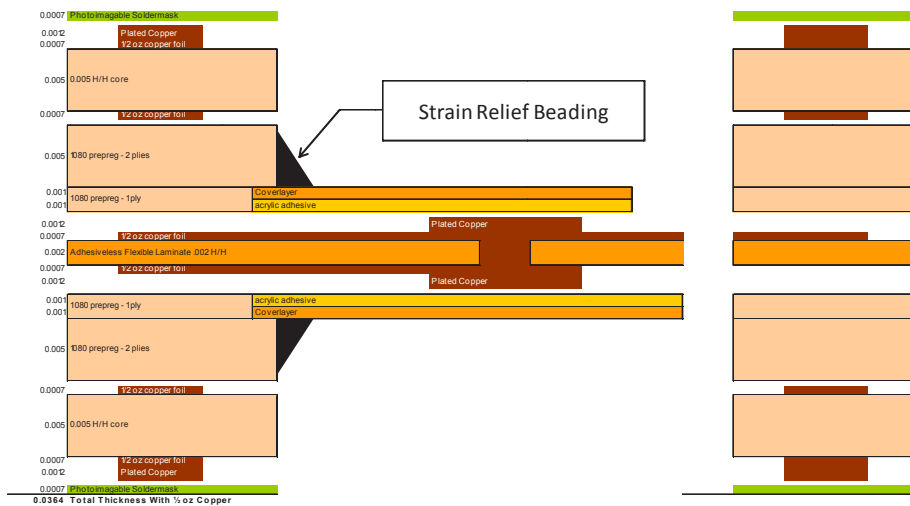 0.0007 Photoimagable Soldermask
0.0012 Plated Copper
0.0007 1/2 oz copper foil
0.005 0.005 H/H core
0.0007 1/2 oz copper foil
Strain Relief Beading
0.005 1080 prepreg - 2 plies
0.001 Coverlayer
1080 prepreg - 1ply
0.001 acrylic adhesive
0.0012 Plated Copper
0.0007 1/2 oz copper foil
0.002 Adhesiveless Flexible Laminate .002 H/H
0.0007 1/2 oz copper foil
0.0012 Plated Copper
0.001 acrylic adhesive
1080 prepreg - 1ply
0.001 Coverlayer
0.005 1080 prepreg - 2 plies
0.0007 1/2 oz copper foil
0.005 0.005 H/H core
0.0007 1/2 oz copper foil
0.0012 Plated Copper
0.0007 Photoimagable Soldermask
0.0364 Total Thickness With ½ oz Copper